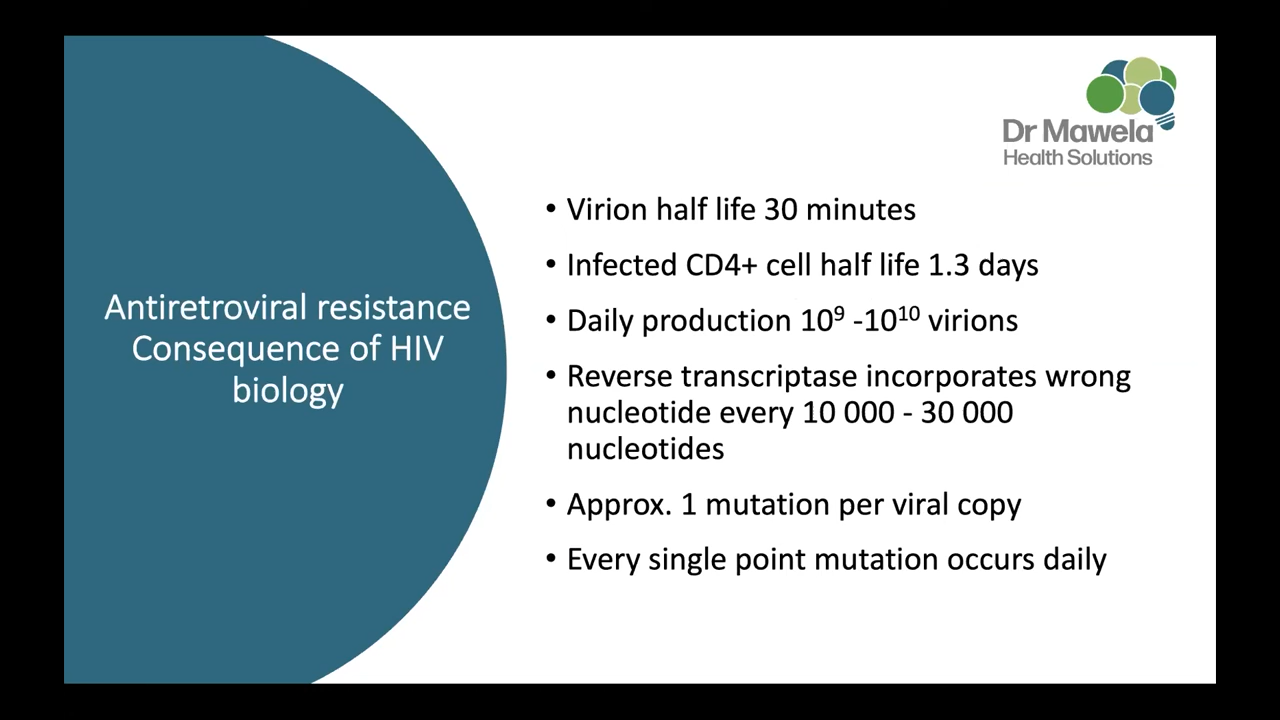 Dr Mawela
Health Solutions
Antiretroviral resistance
Consequence of HIV
biology
• Virion half life 30 minutes
• Infected CD4+ cell half life 1.3 days
• Daily production 10⁹ -10¹⁰ virions
• Reverse transcriptase incorporates wrong
nucleotide every 10 000 - 30 000
nucleotides
• Approx. 1 mutation per viral copy
• Every single point mutation occurs daily